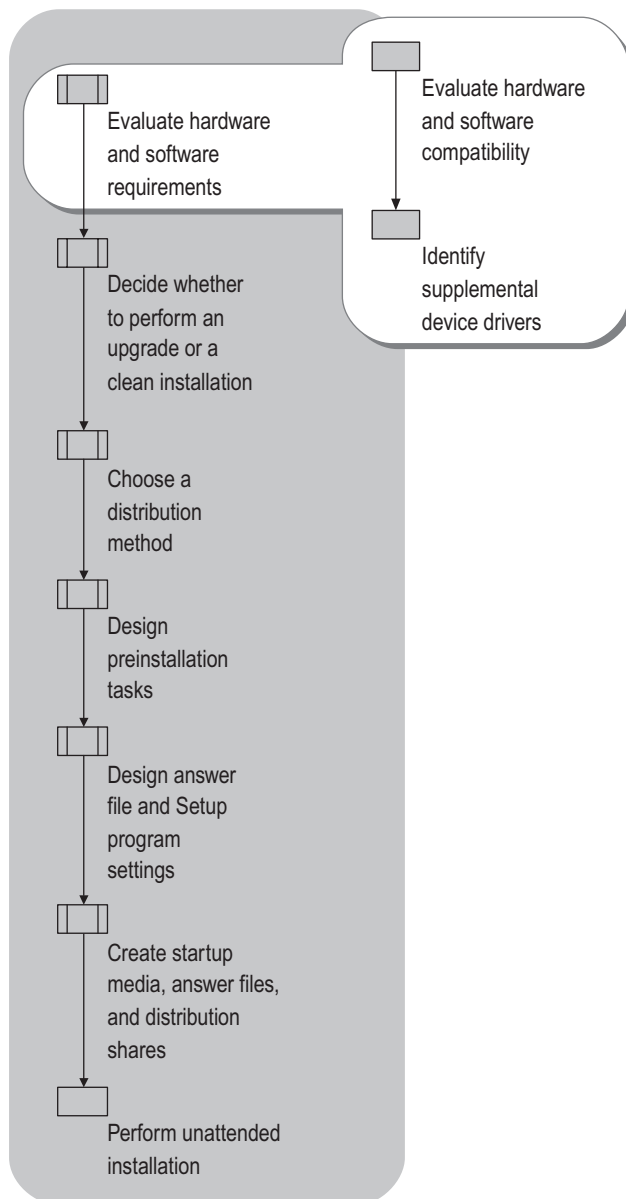 Evaluate hardware
and software
requirements
Evaluate hardware
and software
compatibility
Identify
supplemental
device drivers
Decide whether
to perform an
upgrade or a
clean installation
Choose a
distribution
method
Design
preinstallation
tasks
Design answer
file and Setup
program
settings
Create startup
media, answer files,
and distribution
shares
Perform unattended
installation